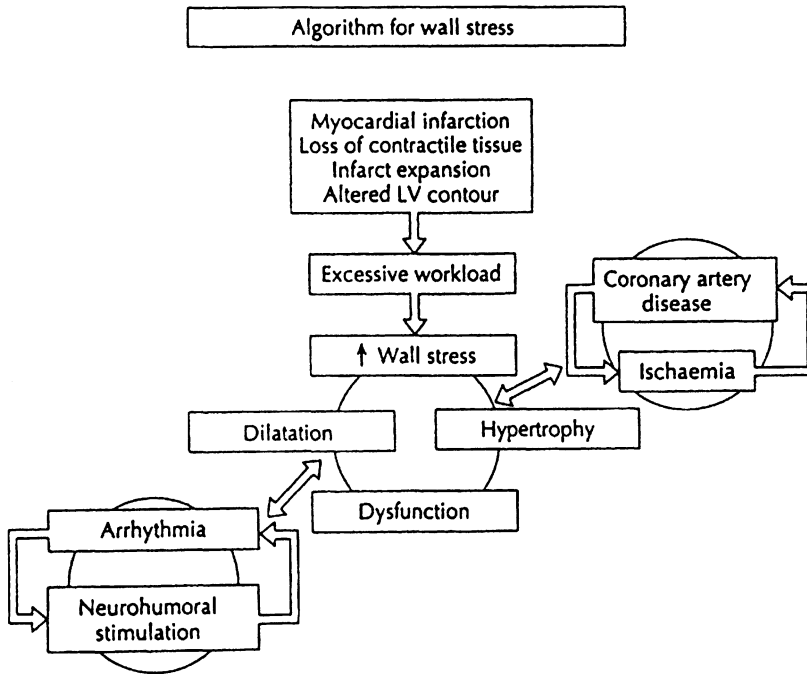 Algorithm for wall stress
Myocardial infarction
Loss of contractile tissue
Infarct expansion
Altered LV contour
Excessive workload
↑ Wall stress
Coronary artery
disease
Ischaemia
Dilatation
Hypertrophy
Dysfunction
Arrhythmia
Neurohumoral
stimulation